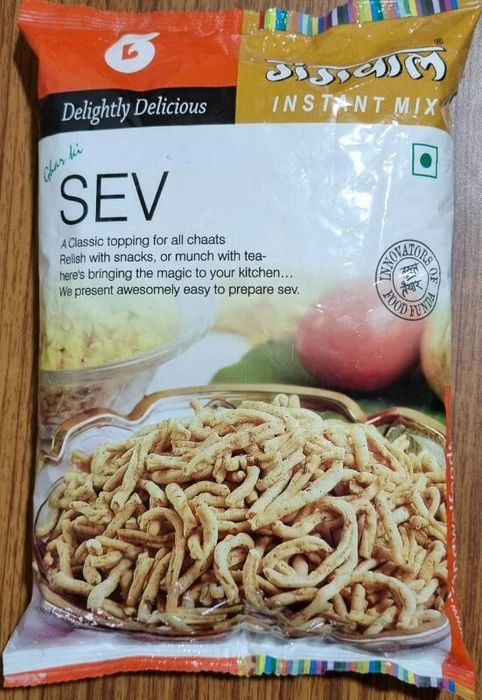 गंगवाल®
INSTANT MIX
Delightly Delicious
Ghar ki
SEV
A Classic topping for all chaats
Relish with snacks, or munch with tea-
here's bringing the magic to your kitchen...
We present awesomely easy to prepare sev.
INNOVATORS OF
FOOD FUNDA
तैयार